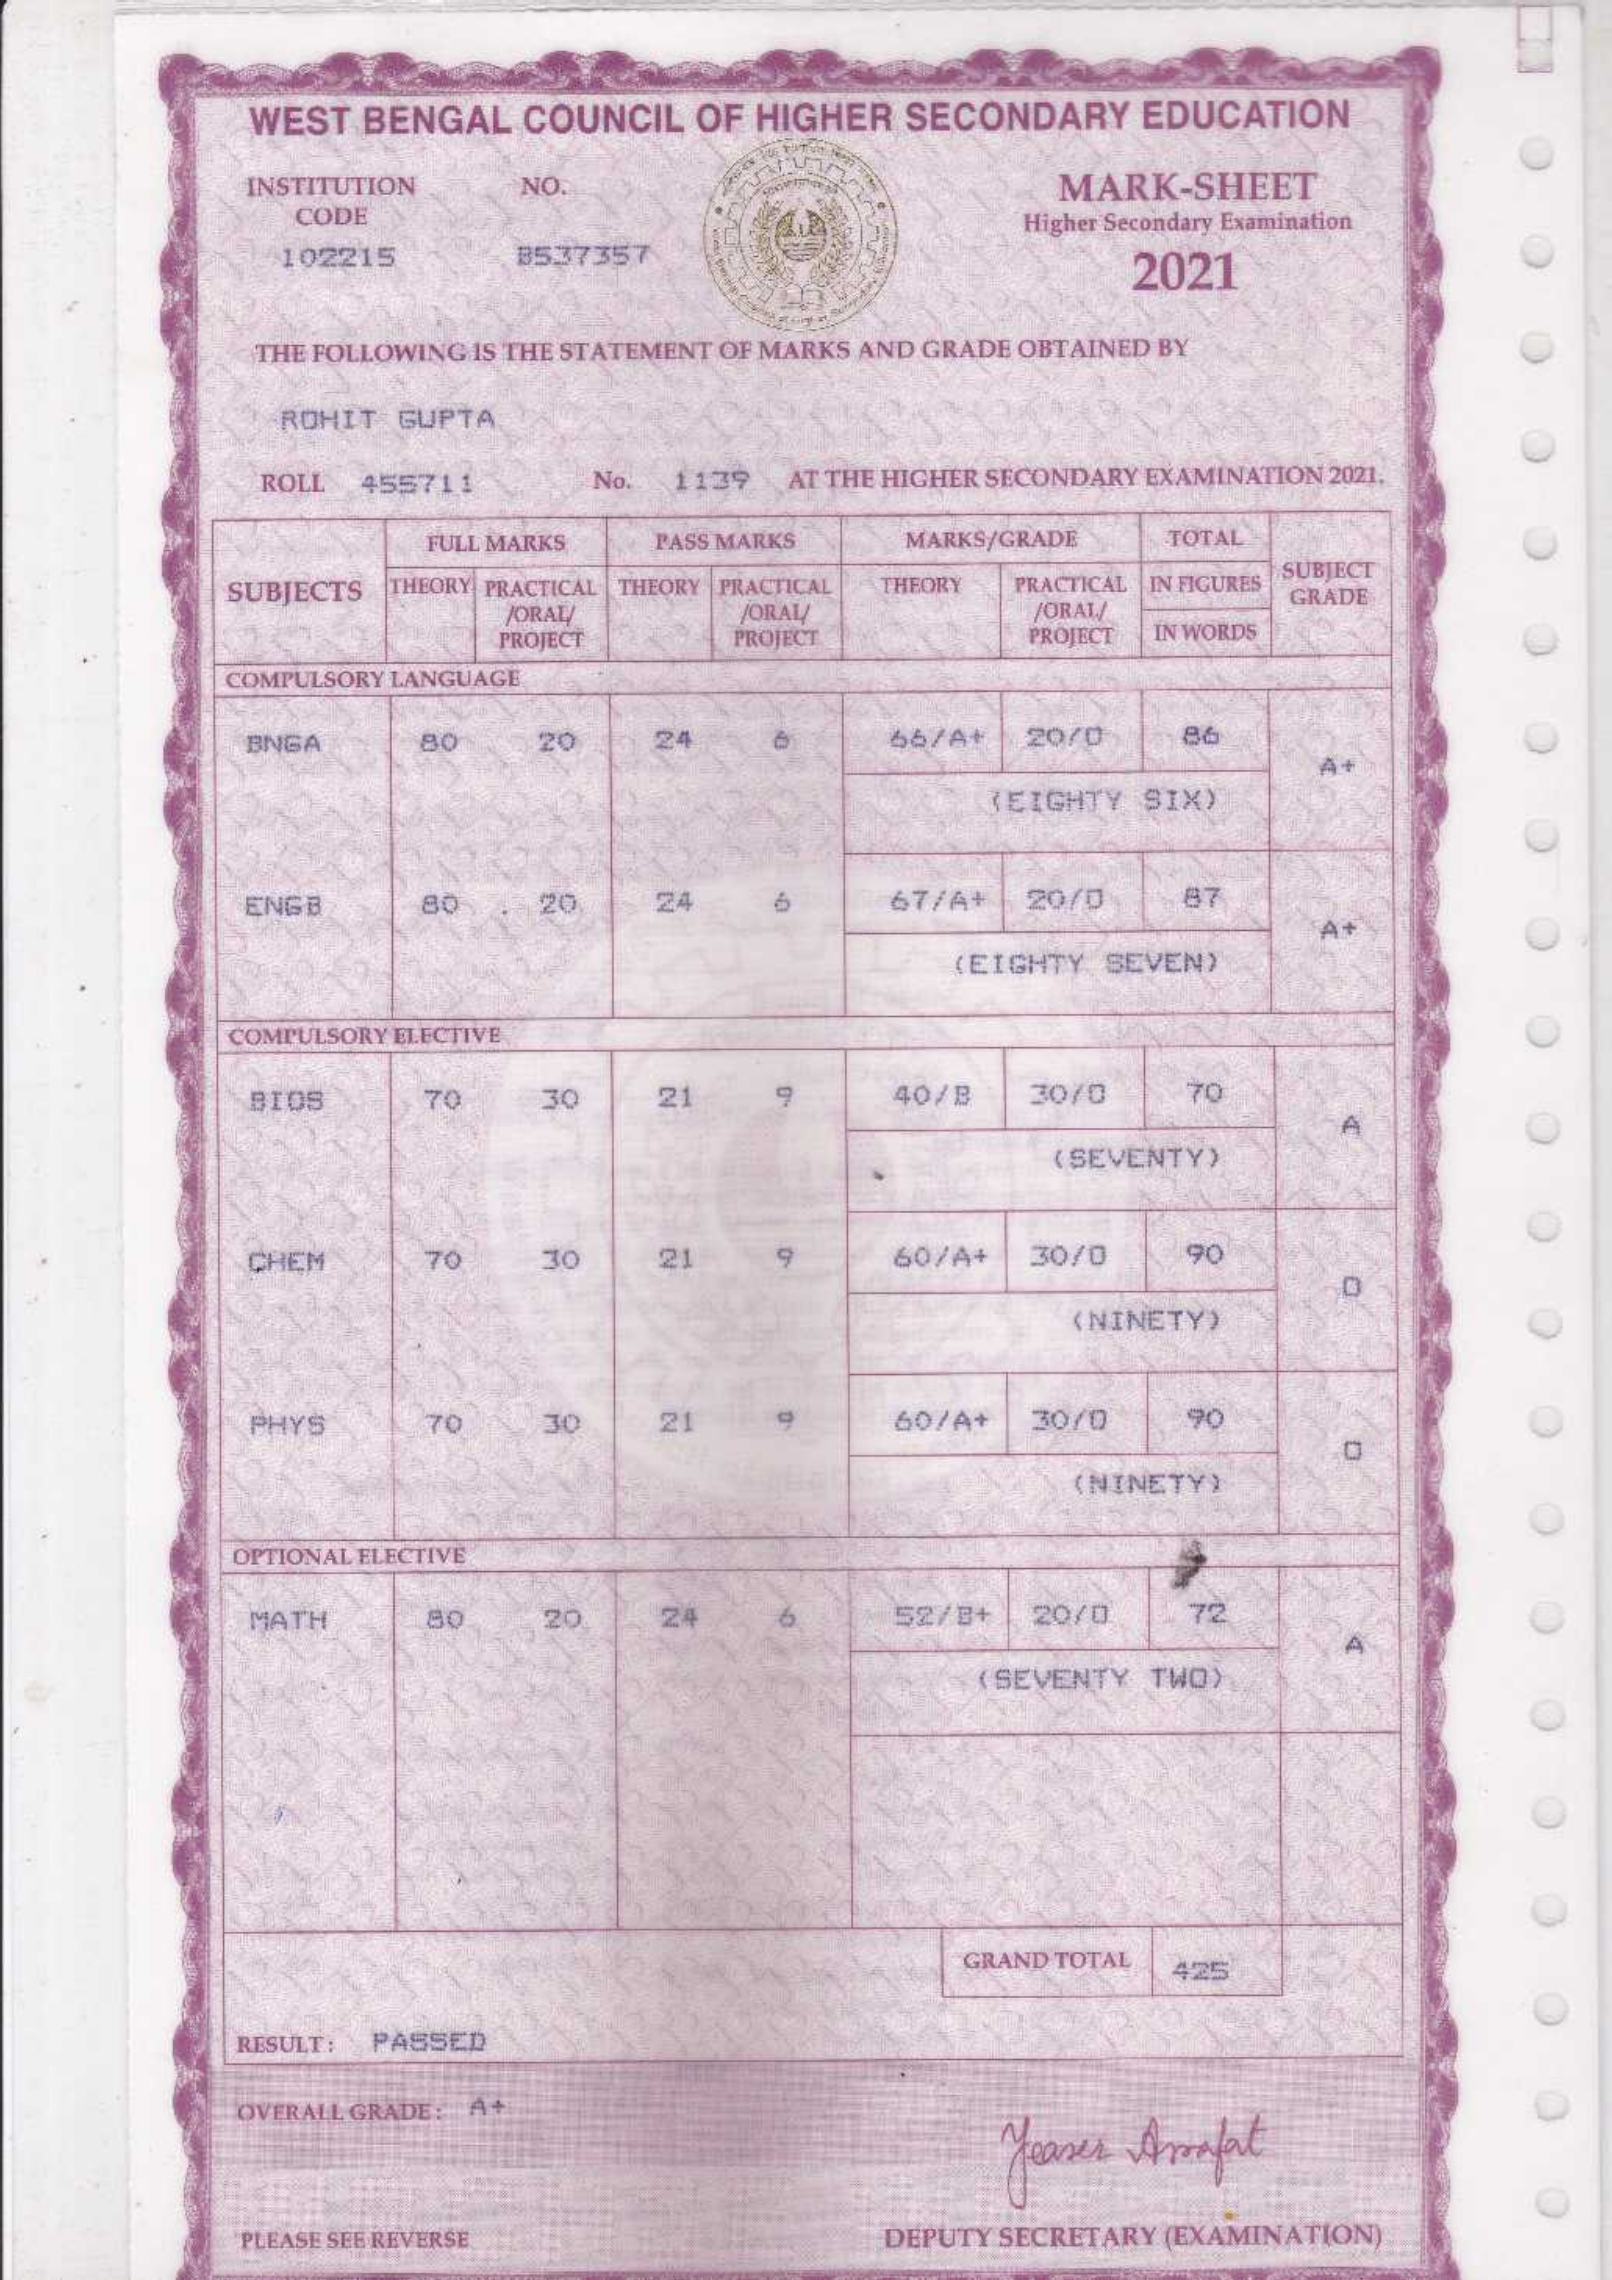 WEST BENGAL COUNCIL OF HIGHER SECONDARY EDUCATION
INSTITUTION CODE
102215
NO.
B537357
MARK-SHEET
Higher Secondary Examination
2021
THE FOLLOWING IS THE STATEMENT OF MARKS AND GRADE OBTAINED BY
ROHIT GUPTA
ROLL 455711 No. 1139 AT THE HIGHER SECONDARY EXAMINATION 2021.
SUBJECTS FULL MARKS PASS MARKS MARKS/GRADE TOTAL SUBJECT GRADE
THEORY PRACTICAL /ORAL/ PROJECT THEORY PRACTICAL /ORAL/ PROJECT THEORY PRACTICAL /ORAL/ PROJECT IN FIGURES
IN WORDS
COMPULSORY LANGUAGE
BNGA 80 20 24 6 66/A+ 20/O 86 A+
(EIGHTY SIX)
ENGB 80 . 20 24 6 67/A+ 20/O 87 A+
(EIGHTY SEVEN)
COMPULSORY ELECTIVE
BIOS 70 30 21 9 40/B 30/O 70 A
(SEVENTY)
CHEM 70 30 21 9 60/A+ 30/O 90 O
(NINETY)
PHYS 70 30 21 9 60/A+ 30/O 90 O
(NINETY)
OPTIONAL ELECTIVE
MATH 80 20 24 6 52/B+ 20/O 72 A
(SEVENTY TWO)
GRAND TOTAL 425
RESULT : PASSED
OVERALL GRADE : A+
Yeaser Arrafat
PLEASE SEE REVERSE
DEPUTY SECRETARY (EXAMINATION)